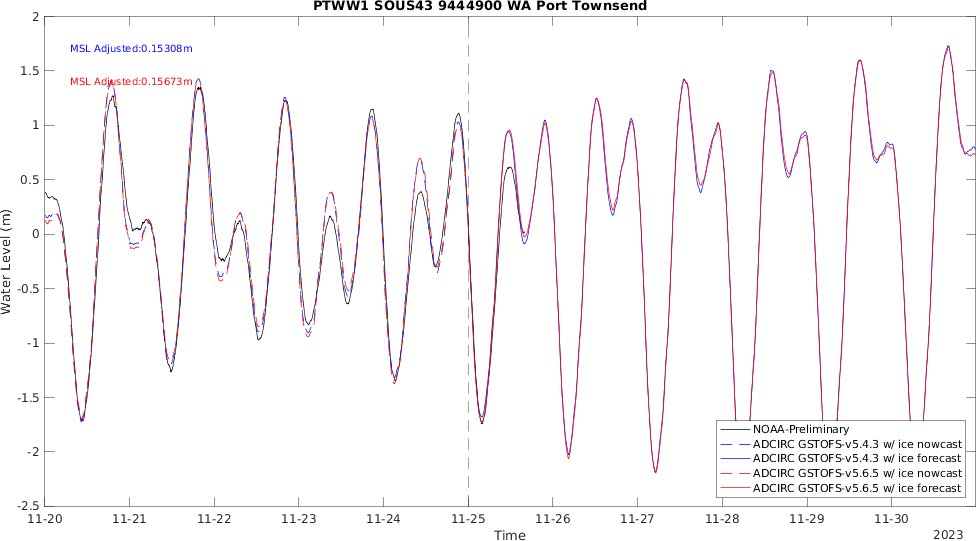 PTWW1 SOUS43 9444900 WA Port Townsend
MSL Adjusted:0.15308m
MSL Adjusted:0.15673m
2
1.5
1
0.5
0
-0.5
-1
-1.5
-2
-2.5
Water Level (m)
NOAA-Preliminary
ADCIRC GSTOFS-v5.4.3 w/ ice nowcast
ADCIRC GSTOFS-v5.4.3 w/ ice forecast
ADCIRC GSTOFS-v5.6.5 w/ ice nowcast
ADCIRC GSTOFS-v5.6.5 w/ ice forecast
11-20 11-21 11-22 11-23 11-24 11-25 11-26 11-27 11-28 11-29 11-30
Time
2023